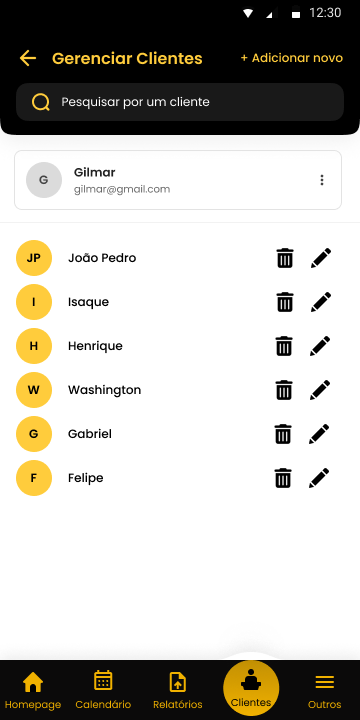 12:30
Gerenciar Clientes
+ Adicionar novo
Pesquisar por um cliente
G
Gilmar
gilmar@gmail.com
JP
João Pedro
I
Isaque
H
Henrique
W
Washington
G
Gabriel
F
Felipe
Homepage
Calendário
Relatórios
Clientes
Outros